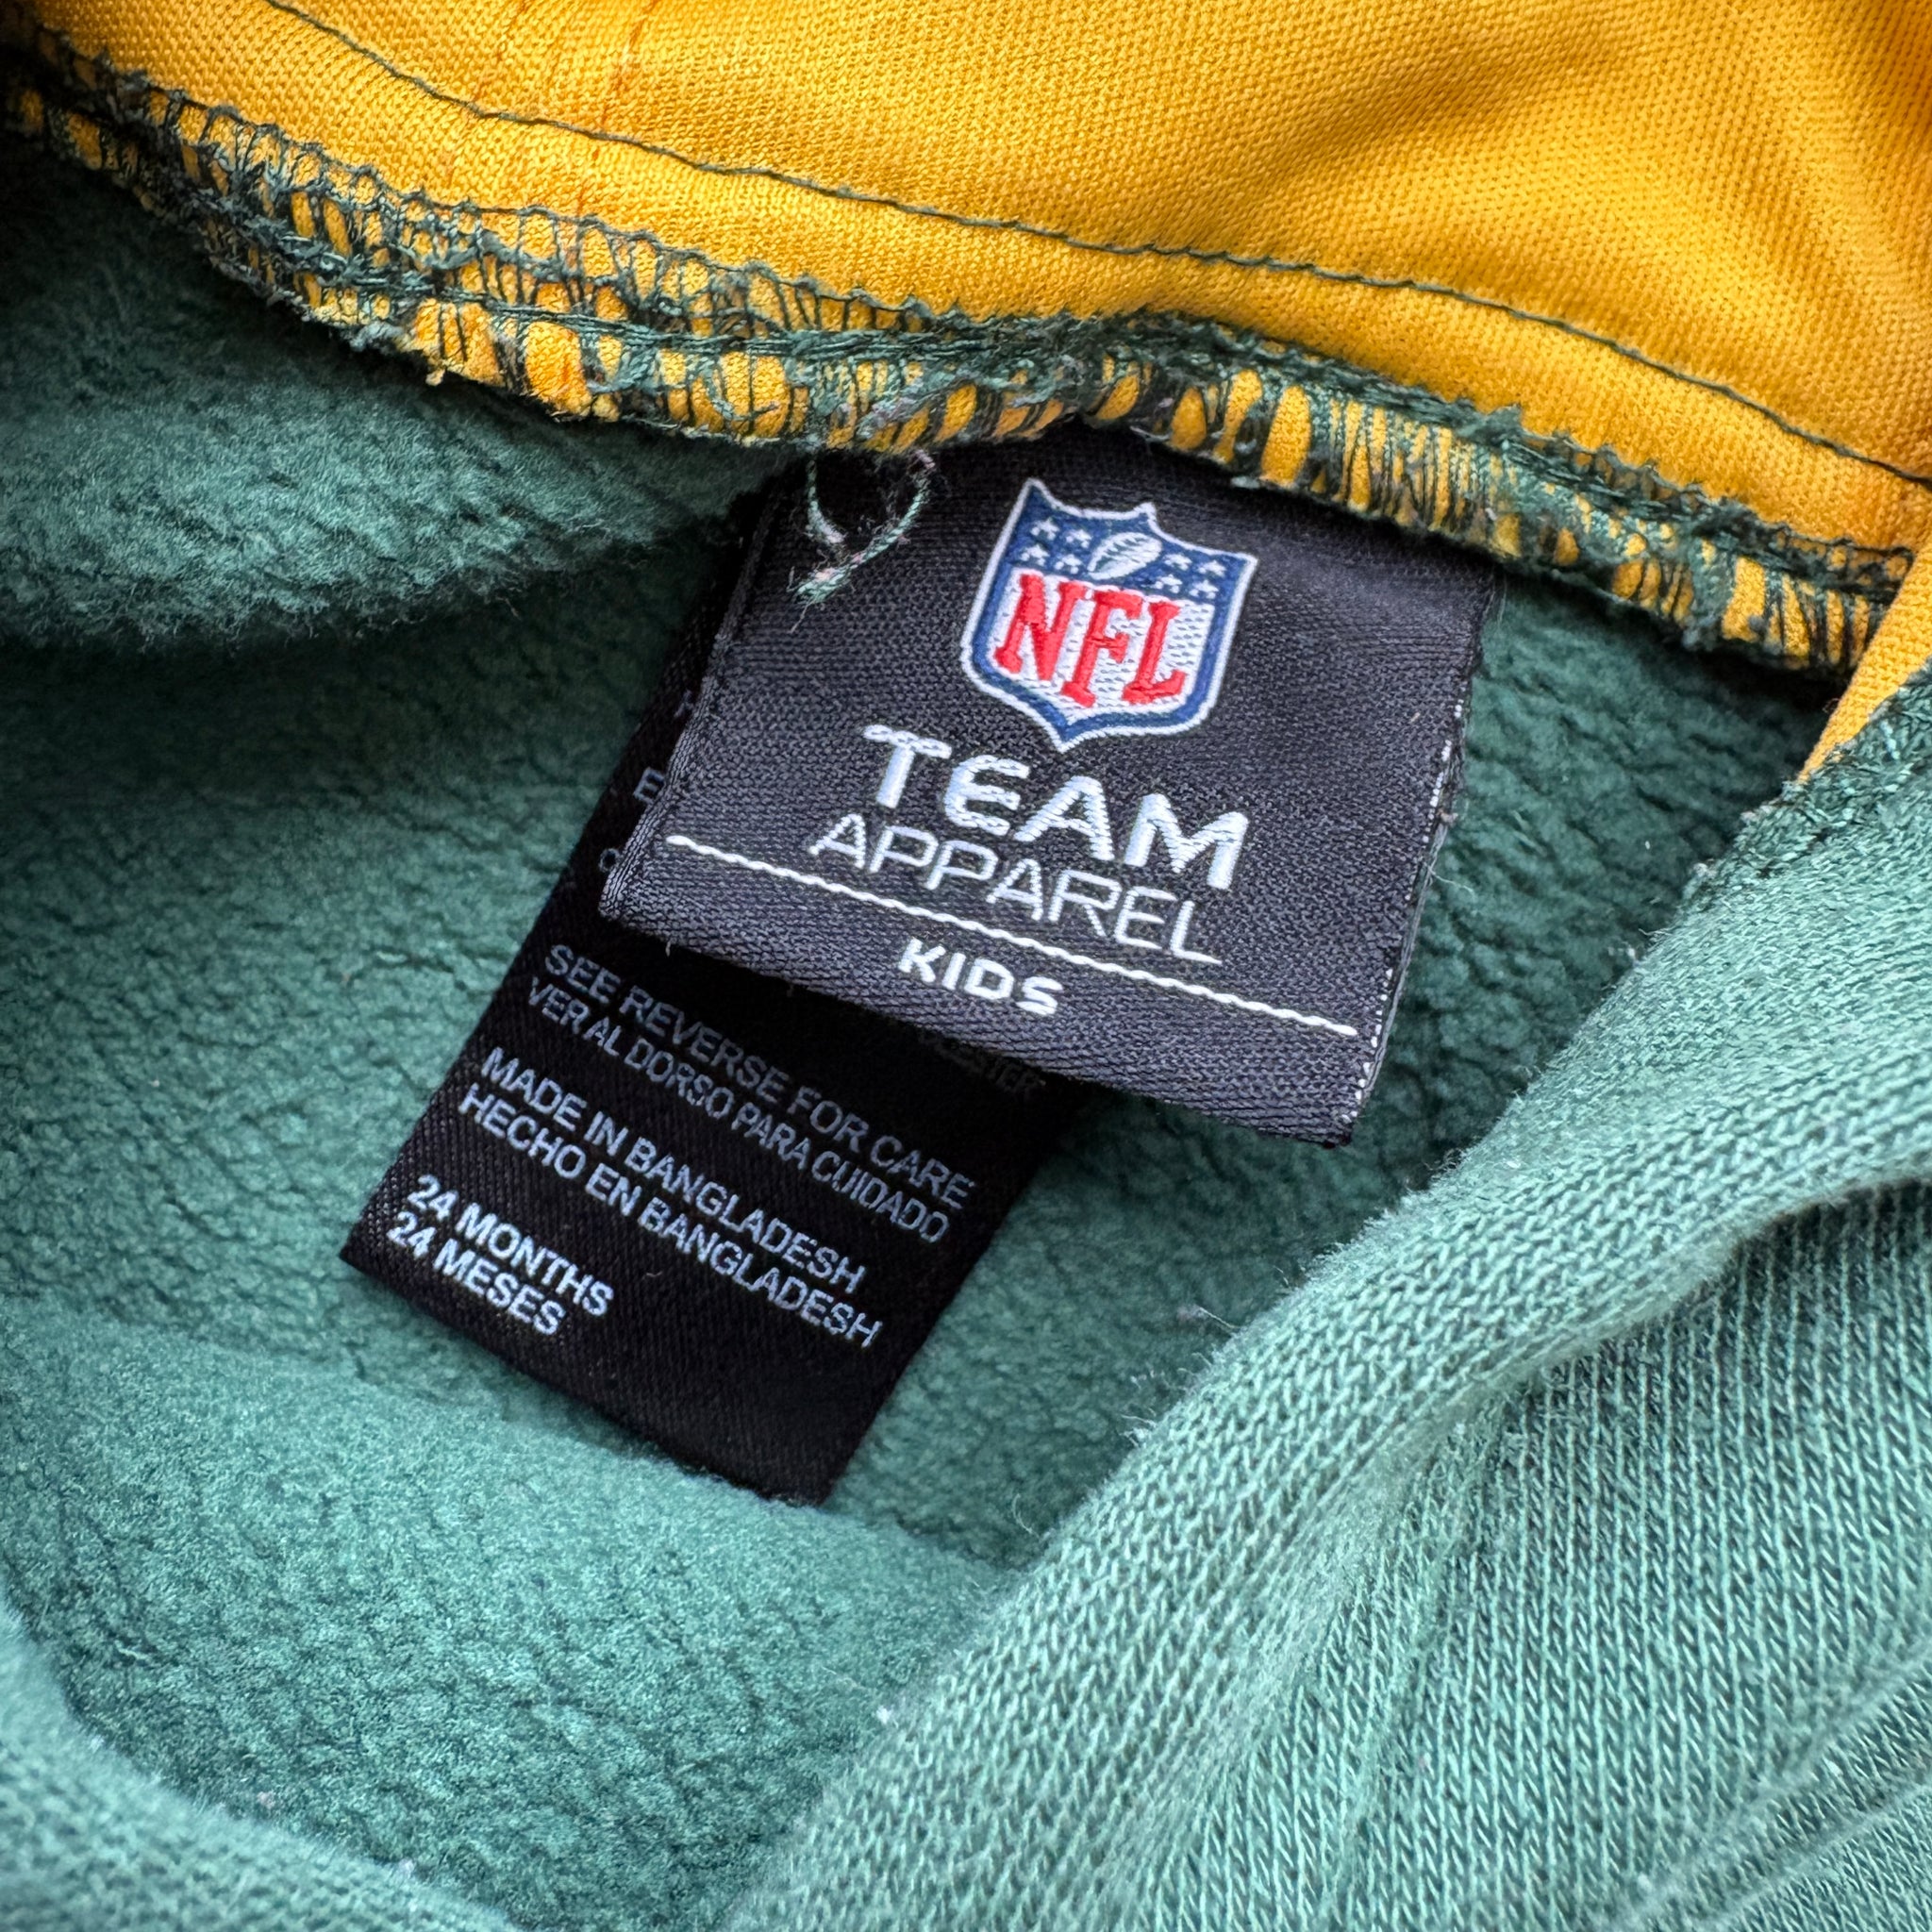 NFL
TEAM
APPAREL
KIDS
SEE REVERSE FOR CARE
VER AL DORSO PARA CUIDADO
MADE IN BANGLADESH
HECHO EN BANGLADESH
24 MONTHS
24 MESES